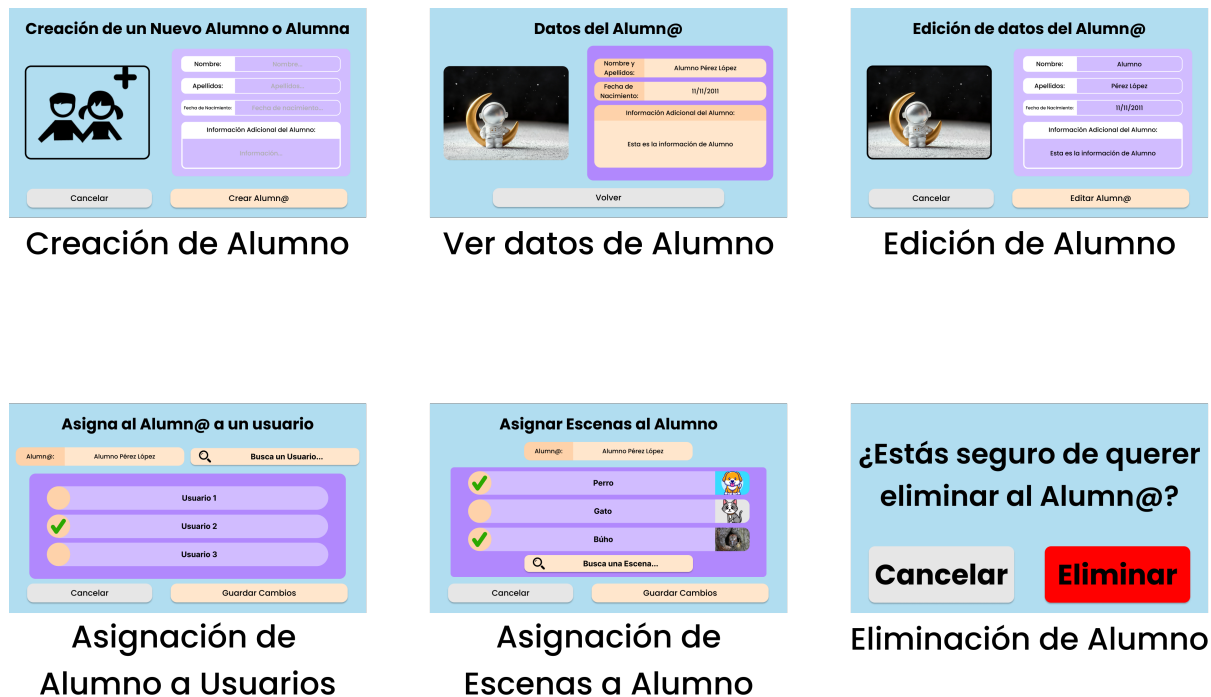 Creación de un Nuevo Alumno o Alumna
Nombre:
Nombre...
Apellidos:
Apellidos...
Fecha de Nacimiento:
Fecha de nacimiento...
Información Adicional del Alumno:
Información...
Cancelar
Crear Alumn@
Creación de Alumno
Datos del Alumn@
Nombre y
Apellidos:
Alumno Pérez López
Fecha de
Nacimiento:
11/11/2011
Información Adicional del Alumno:
Esta es la información de Alumno
Volver
Ver datos de Alumno
Edición de datos del Alumn@
Nombre:
Alumno
Apellidos:
Pérez López
Fecha de Nacimiento:
11/11/2011
Información Adicional del Alumno:
Esta es la información de Alumno
Cancelar
Editar Alumn@
Edición de Alumno
Asigna al Alumn@ a un usuario
Alumn@:
Alumno Pérez López
Busca un Usuario...
Usuario 1
Usuario 2
Usuario 3
Cancelar
Guardar Cambios
Asignación de
Alumno a Usuarios
Asignar Escenas al Alumno
Alumn@:
Alumno Pérez López
Perro
Gato
Búho
Busca una Escena...
Cancelar
Guardar Cambios
Asignación de
Escenas a Alumno
¿Estás seguro de querer
eliminar al Alumn@?
Cancelar
Eliminar
Eliminación de Alumno